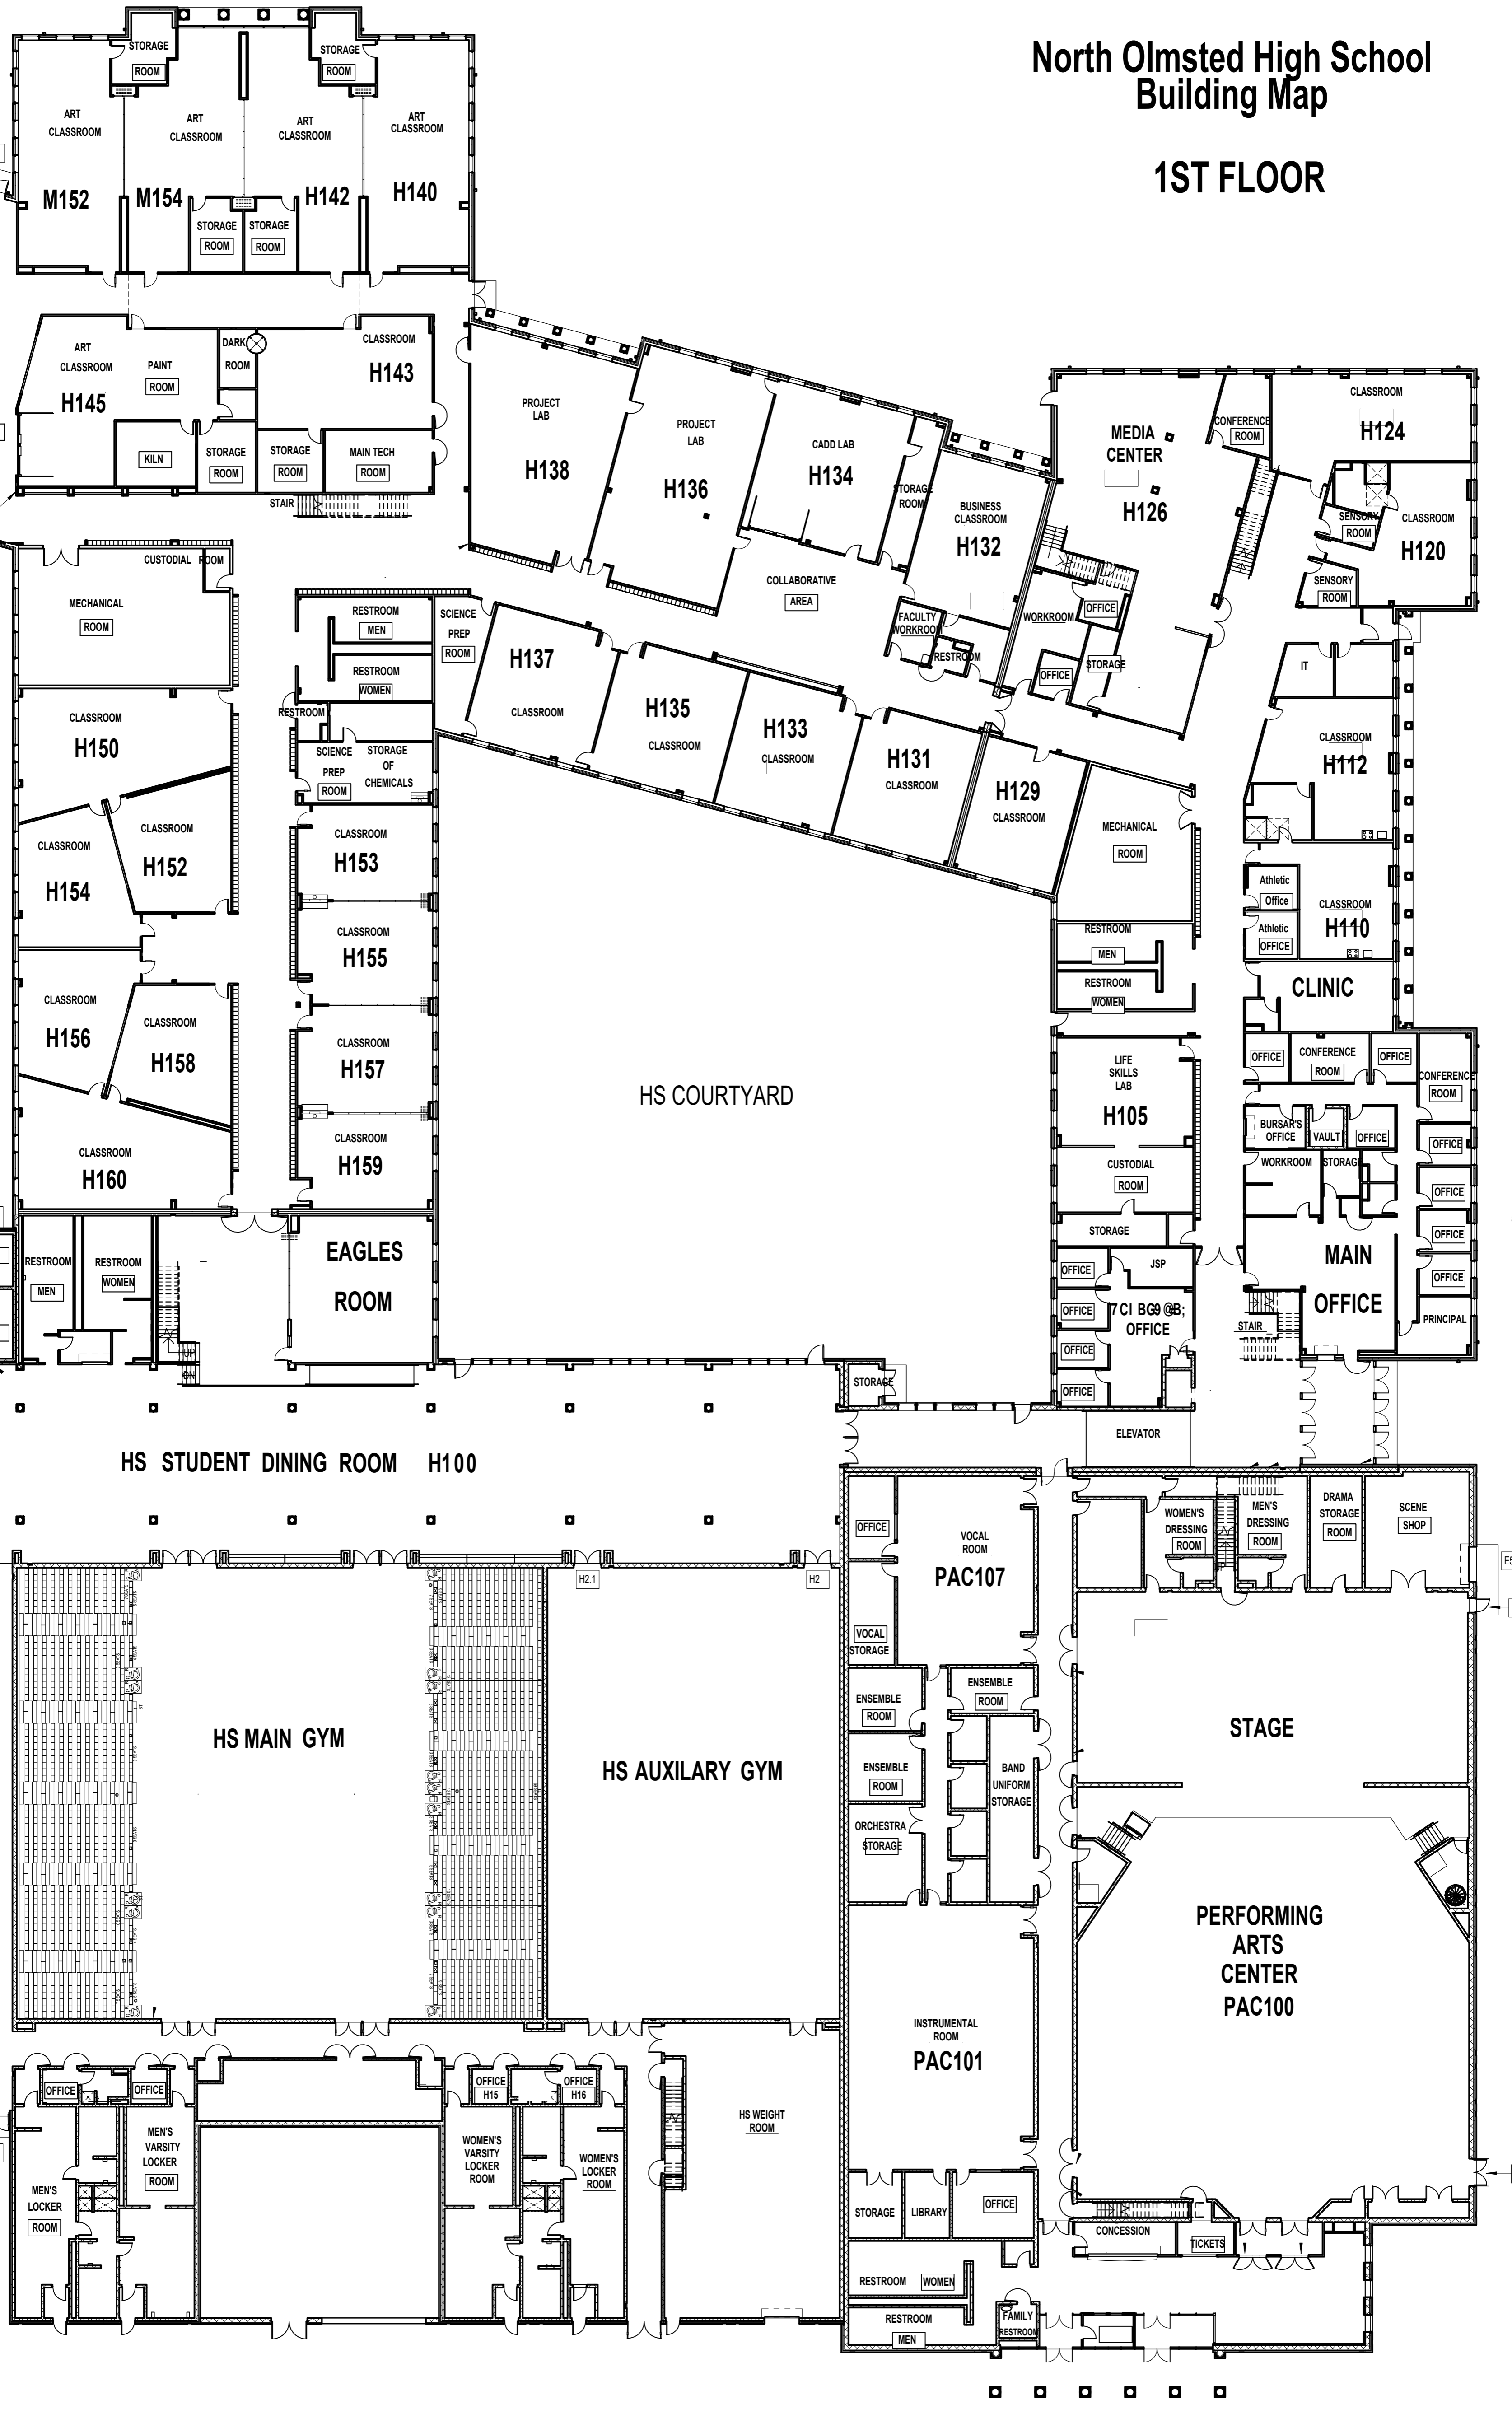 North Olmsted High School
Building Map
1ST FLOOR
STORAGE
ROOM
STORAGE
ROOM
ART
CLASSROOM
M152
ART
CLASSROOM
M154
ART
CLASSROOM
H142
ART
CLASSROOM
H140
STORAGE
ROOM
STORAGE
ROOM
ART
CLASSROOM
H145
PAINT
ROOM
DARK
ROOM
CLASSROOM
H143
KILN
STORAGE
ROOM
STORAGE
ROOM
MAIN TECH
ROOM
STAIR
PROJECT
LAB
H138
PROJECT
LAB
H136
CADD LAB
H134
STORAGE
ROOM
BUSINESS
CLASSROOM
H132
MEDIA
CENTER
H126
CONFERENCE
ROOM
CLASSROOM
H124
SENSORY
ROOM
CLASSROOM
H120
SENSORY
ROOM
CUSTODIAL ROOM
MECHANICAL
ROOM
RESTROOM
MEN
RESTROOM
WOMEN
SCIENCE
PREP
ROOM
COLLABORATIVE
AREA
FACULTY
WORKROOM
RESTROOM
WORKROOM
OFFICE
OFFICE
STORAGE
IT
H137
CLASSROOM
H135
CLASSROOM
H133
CLASSROOM
H131
CLASSROOM
H129
CLASSROOM
CLASSROOM
H112
CLASSROOM
H150
RESTROOM
SCIENCE
PREP
ROOM
STORAGE
OF
CHEMICALS
MECHANICAL
ROOM
CLASSROOM
H154
CLASSROOM
H152
CLASSROOM
H153
CLASSROOM
H155
Athletic
Office
Athletic
OFFICE
CLASSROOM
H110
RESTROOM
MEN
RESTROOM
WOMEN
CLINIC
CLASSROOM
H156
CLASSROOM
H158
CLASSROOM
H157
CLASSROOM
H159
CLASSROOM
H160
HS COURTYARD
LIFE
SKILLS
LAB
H105
CUSTODIAL
ROOM
STORAGE
OFFICE
CONFERENCE
ROOM
OFFICE
CONFERENCE
ROOM
BURSAR'S
OFFICE
VAULT
OFFICE
OFFICE
WORKROOM
STORAGE
OFFICE
OFFICE
OFFICE
MAIN
OFFICE
PRINCIPAL
STAIR
RESTROOM
MEN
RESTROOM
WOMEN
UP
DN
EAGLES
ROOM
OFFICE
JSP
OFFICE
7CI BG9@B;
OFFICE
OFFICE
OFFICE
STORAGE
ELEVATOR
HS STUDENT DINING ROOM H100
OFFICE
VOCAL
ROOM
PAC107
VOCAL
STORAGE
WOMEN'S
DRESSING
ROOM
MEN'S
DRESSING
ROOM
DRAMA
STORAGE
ROOM
SCENE
SHOP
H2.1
H2
HS MAIN GYM
HS AUXILARY GYM
ENSEMBLE
ROOM
ENSEMBLE
ROOM
ENSEMBLE
ROOM
BAND
UNIFORM
STORAGE
ORCHESTRA
STORAGE
STAGE
PERFORMING
ARTS
CENTER
PAC100
INSTRUMENTAL
ROOM
PAC101
OFFICE
OFFICE
OFFICE
H15
OFFICE
H16
HS WEIGHT
ROOM
MEN'S
LOCKER
ROOM
MEN'S
VARSITY
LOCKER
ROOM
WOMEN'S
VARSITY
LOCKER
ROOM
WOMEN'S
LOCKER
ROOM
STORAGE
LIBRARY
OFFICE
CONCESSION
TICKETS
RESTROOM
WOMEN
RESTROOM
MEN
FAMILY
RESTROOM